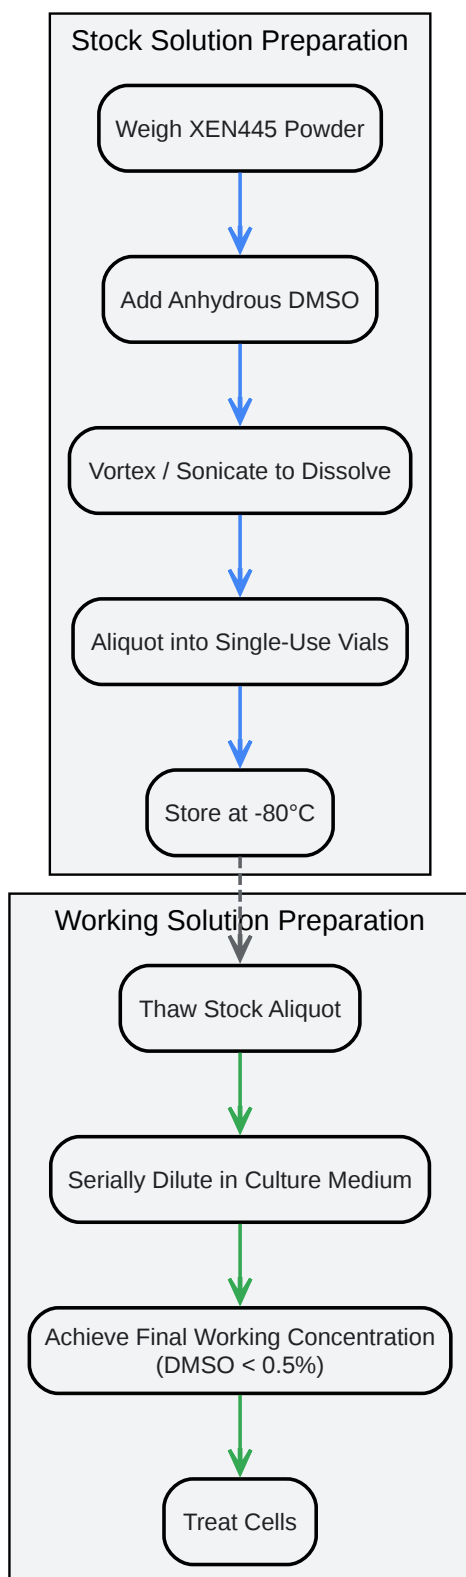 Stock Solution Preparation
Weigh XEN445 Powder
Add Anhydrous DMSO
Vortex / Sonicate to Dissolve
Aliquot into Single-Use Vials
Store at -80°C
Working Solution Preparation
Thaw Stock Aliquot
Serially Dilute in Culture Medium
Achieve Final Working Concentration
(DMSO < 0.5%)
Treat Cells